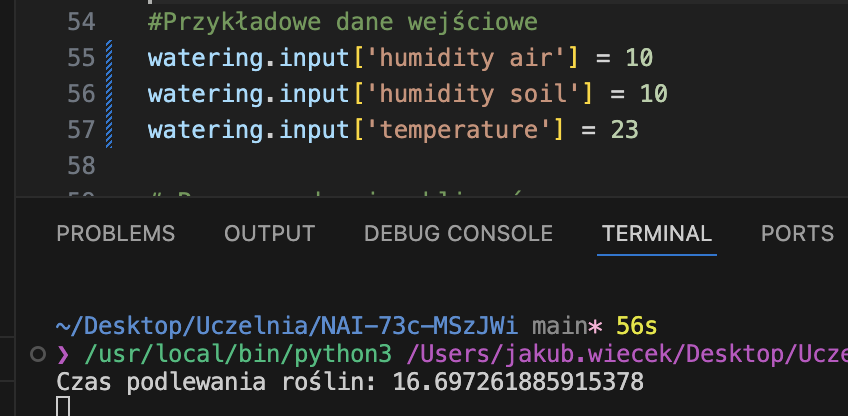 54 #Przykładowe dane wejściowe
55 watering.input['humidity air'] = 10
56 watering.input['humidity soil'] = 10
57 watering.input['temperature'] = 23
58
PROBLEMS OUTPUT DEBUG CONSOLE TERMINAL PORTS
~/Desktop/Uczelnia/NAI-73c-MSzJWi main* 56s
❯ /usr/local/bin/python3 /Users/jakub.wiecek/Desktop/Ucze
Czas podlewania roślin: 16.697261885915378